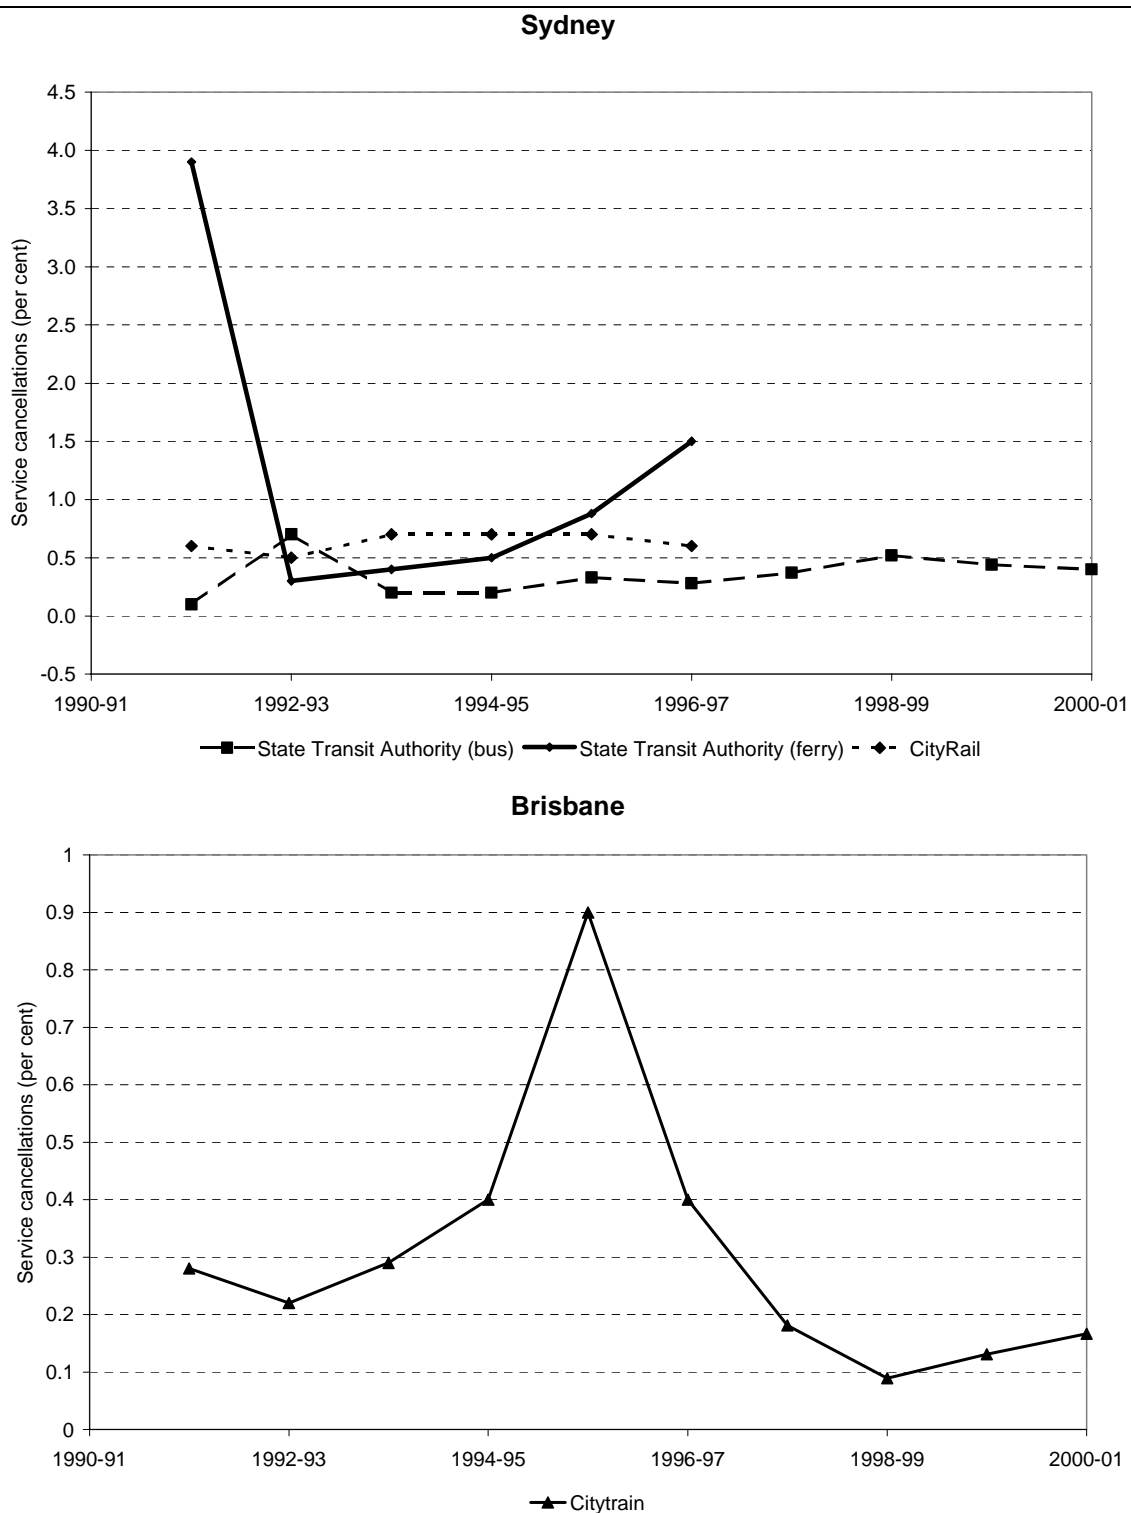 Sydney
4.5
4.0
3.5
3.0
2.5
2.0
1.5
1.0
0.5
0.0
-0.5
Service cancellations (per cent)
1990-91 1992-93 1994-95 1996-97 1998-99 2000-01
State Transit Authority (bus) State Transit Authority (ferry) CityRail
Brisbane
1
0.9
0.8
0.7
0.6
0.5
0.4
0.3
0.2
0.1
0
Service cancellations (per cent)
1990-91 1992-93 1994-95 1996-97 1998-99 2000-01
Citytrain